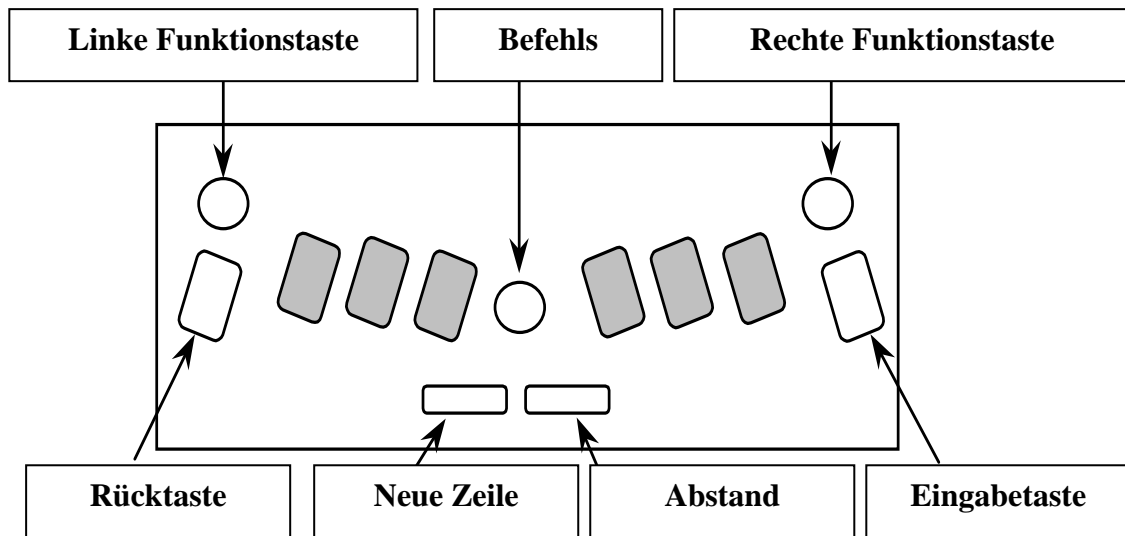 Linke Funktionstaste
Befehls
Rechte Funktionstaste
Rücktaste
Neue Zeile
Abstand
Eingabetaste